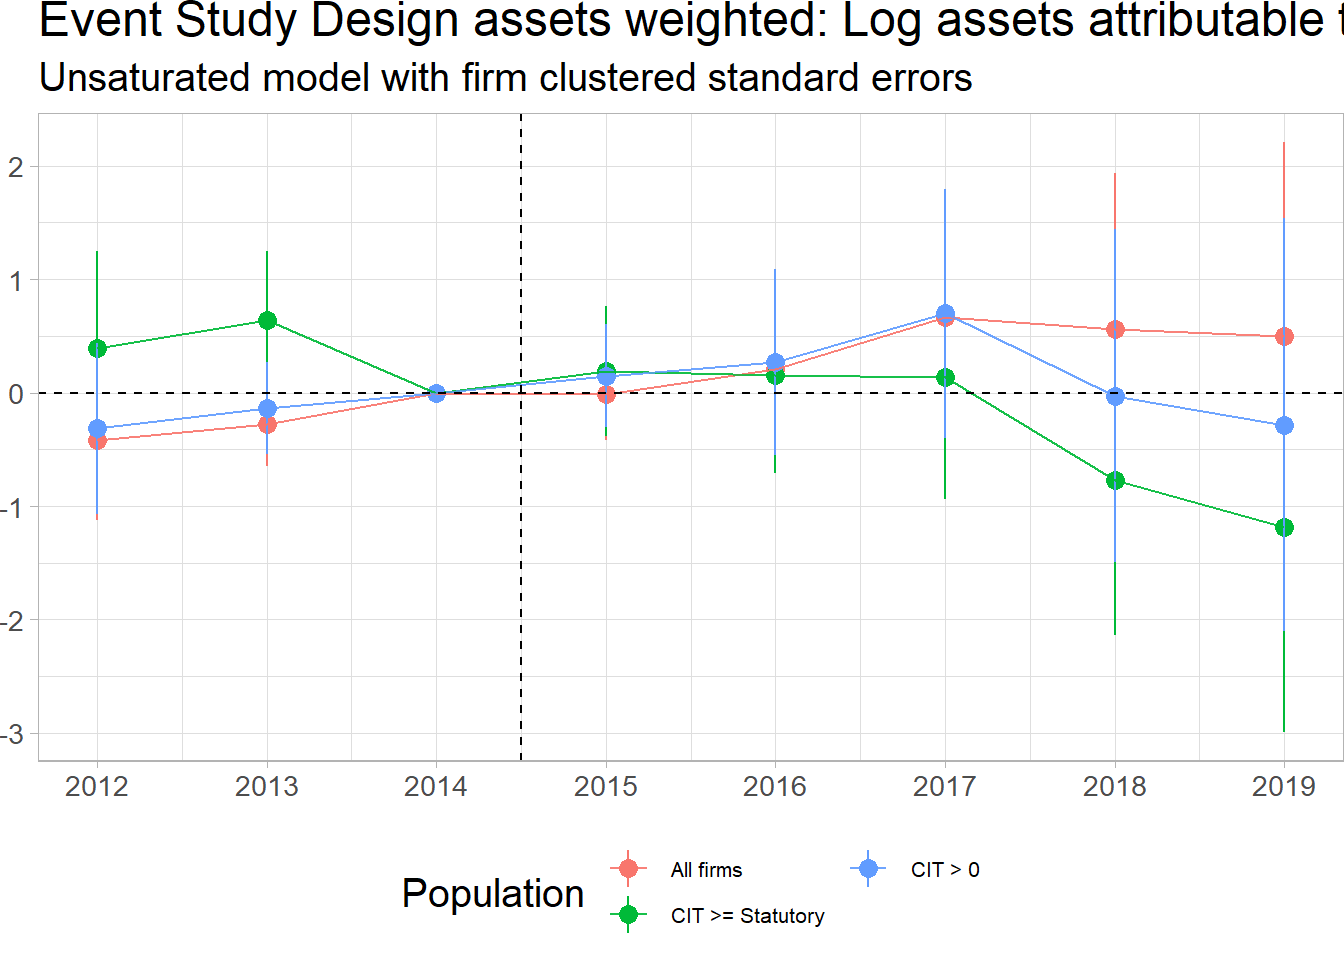 Event Study Design assets weighted: Log assets attributable t
Unsaturated model with firm clustered standard errors
2
1
0
-1
-2
-3
2012 2013 2014 2015 2016 2017 2018 2019
Population
All firms
CIT > 0
CIT >= Statutory